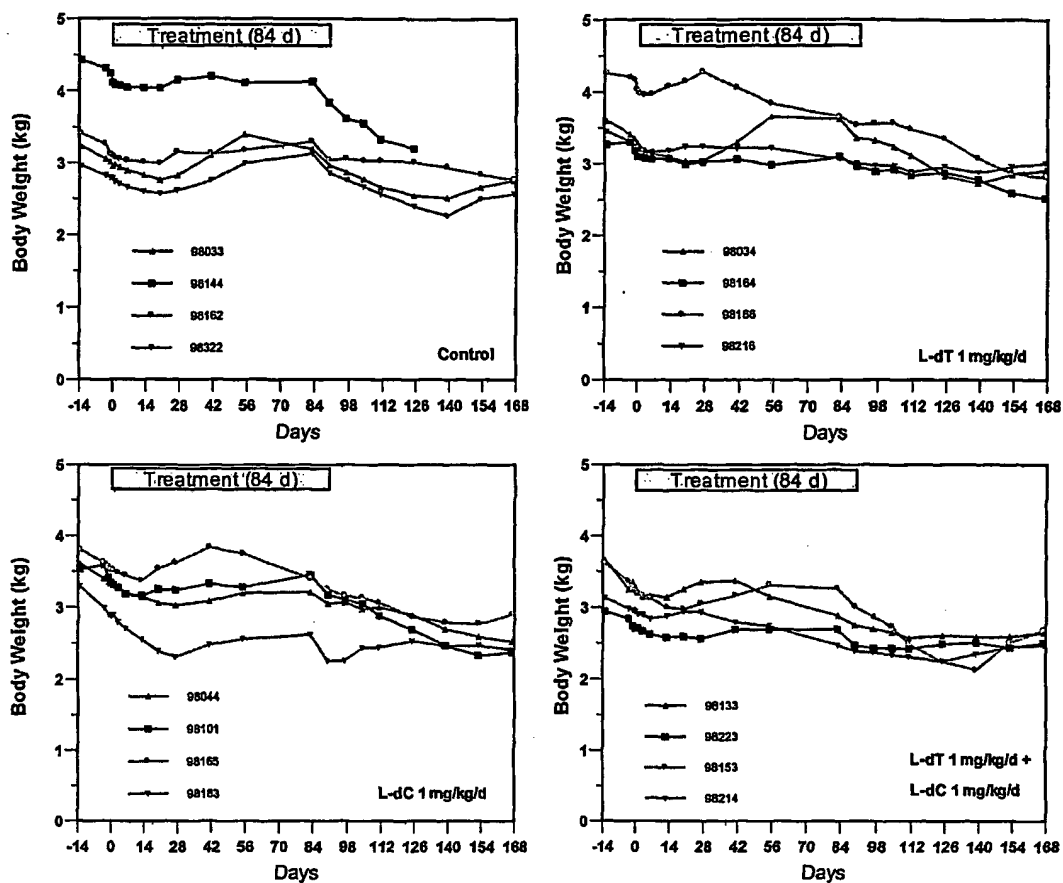 Treatment (84 d)
5
4
3
2
1
0
Body Weight (kg)
98033
98144
98162
98322
Control
-14 0 14 28 42 56 70 84 98 112 126 140 154 168
Days
Treatment (84 d)
5
4
3
2
1
0
Body Weight (kg)
98034
98164
98166
98216
L-dT 1 mg/kg/d
-14 0 14 28 42 56 70 84 98 112 126 140 154 168
Days
Treatment (84 d)
5
4
3
2
1
0
Body Weight (kg)
98044
98101
98165
98183
L-dC 1 mg/kg/d
-14 0 14 28 42 56 70 84 98 112 126 140 154 168
Days
Treatment (84 d)
5
4
3
2
1
0
Body Weight (kg)
98133
98223
98153
98214
L-dT 1 mg/kg/d +
L-dC 1 mg/kg/d
-14 0 14 28 42 56 70 84 98 112 126 140 154 168
Days